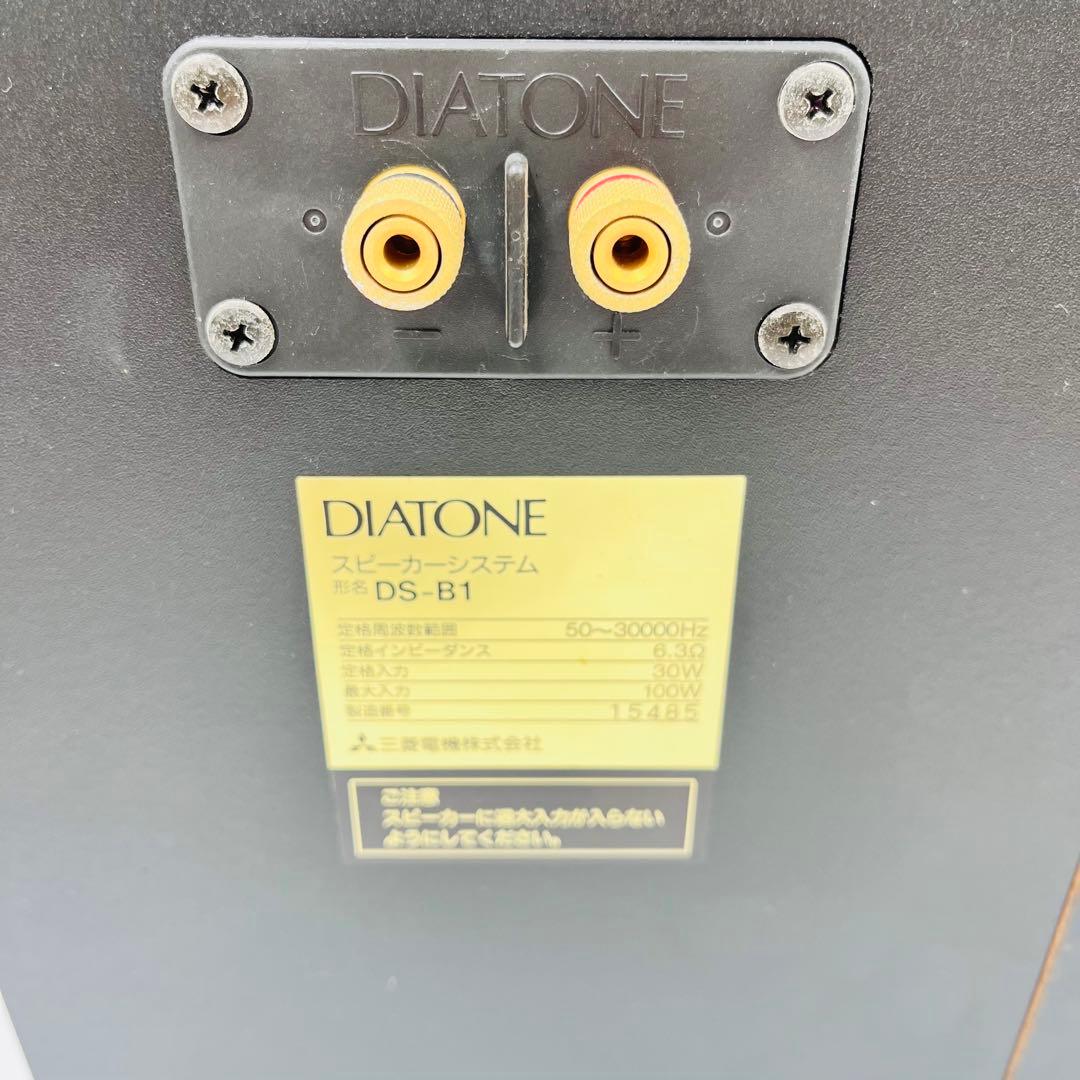 DIATONE
− +
DIATONE
スピーカーシステム
形名 DS-B1
定格周波数範囲 50〜30000Hz
定格インピーダンス 6.3Ω
定格入力 30W
最大入力 100W
製造番号 15485
三菱電機株式会社
ご注意
スピーカーに過大入力が入らない
ようにしてください。